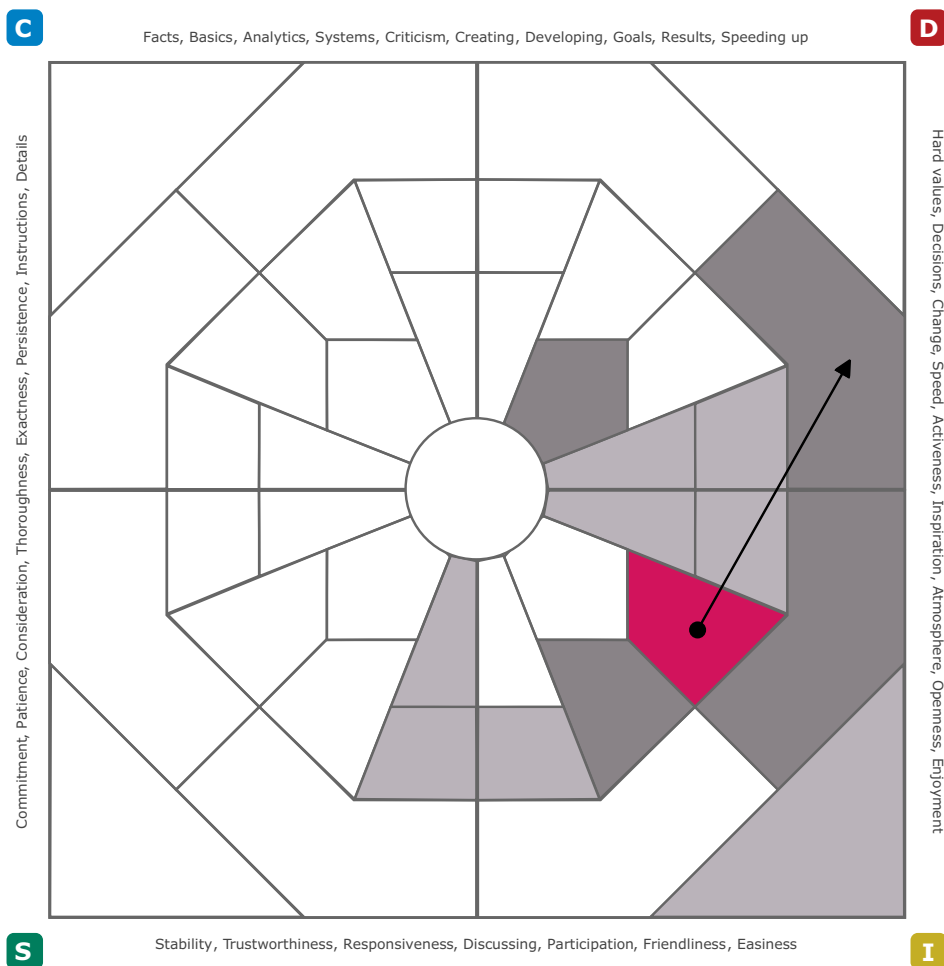 C
D
Facts, Basics, Analytics, Systems, Criticism, Creating, Developing, Goals, Results, Speeding up
Commitment, Patience, Consideration, Thoroughness, Exactness, Persistence, Instructions, Details
Hard values, Decisions, Change, Speed, Activeness, Inspiration, Atmosphere, Openness, Enjoyment
Stability, Trustworthiness, Responsiveness, Discussing, Participation, Friendliness, Easiness
S
I